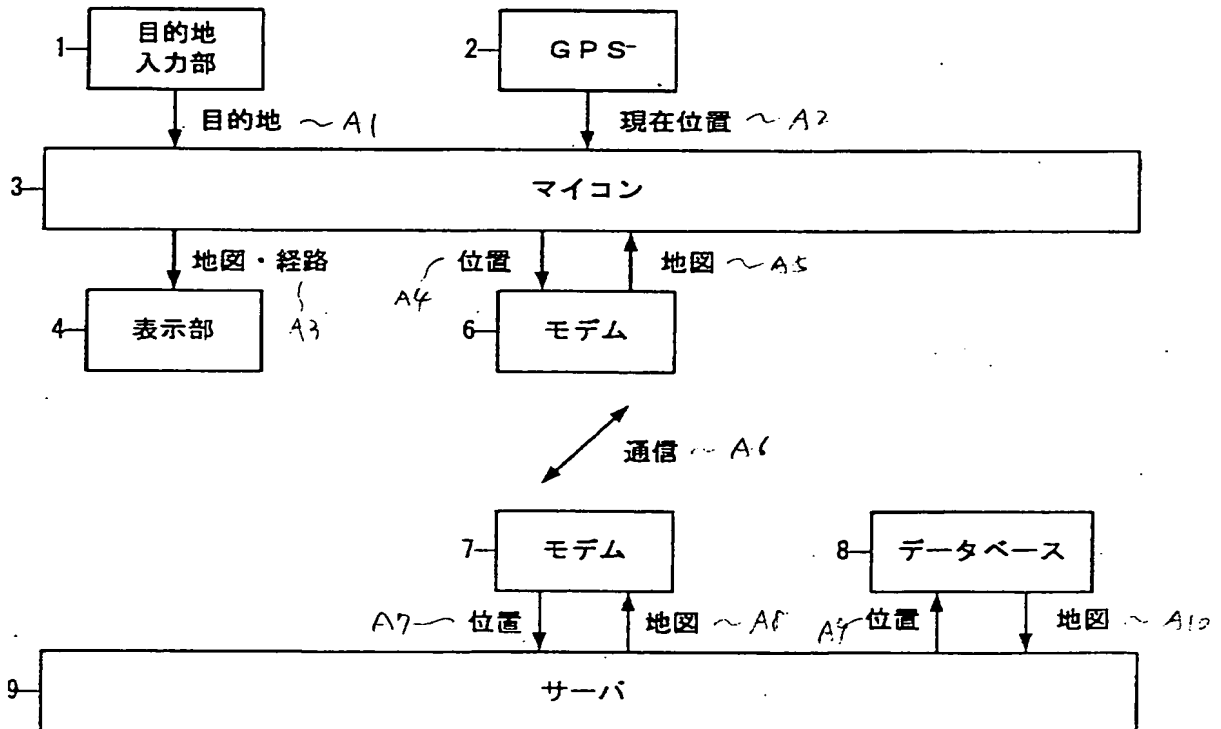 1 目的地
入力部
2 GPS
目的地 ~ A1
現在位置 ~ A2
3 マイコン
地図・経路
A3
A4 位置
地図 ~ A5
4 表示部
6 モデム
通信 ~ A6
7 モデム
8 データベース
A7 位置
地図 ~ A8
A9 位置
地図 ~ A10
9 サーバ